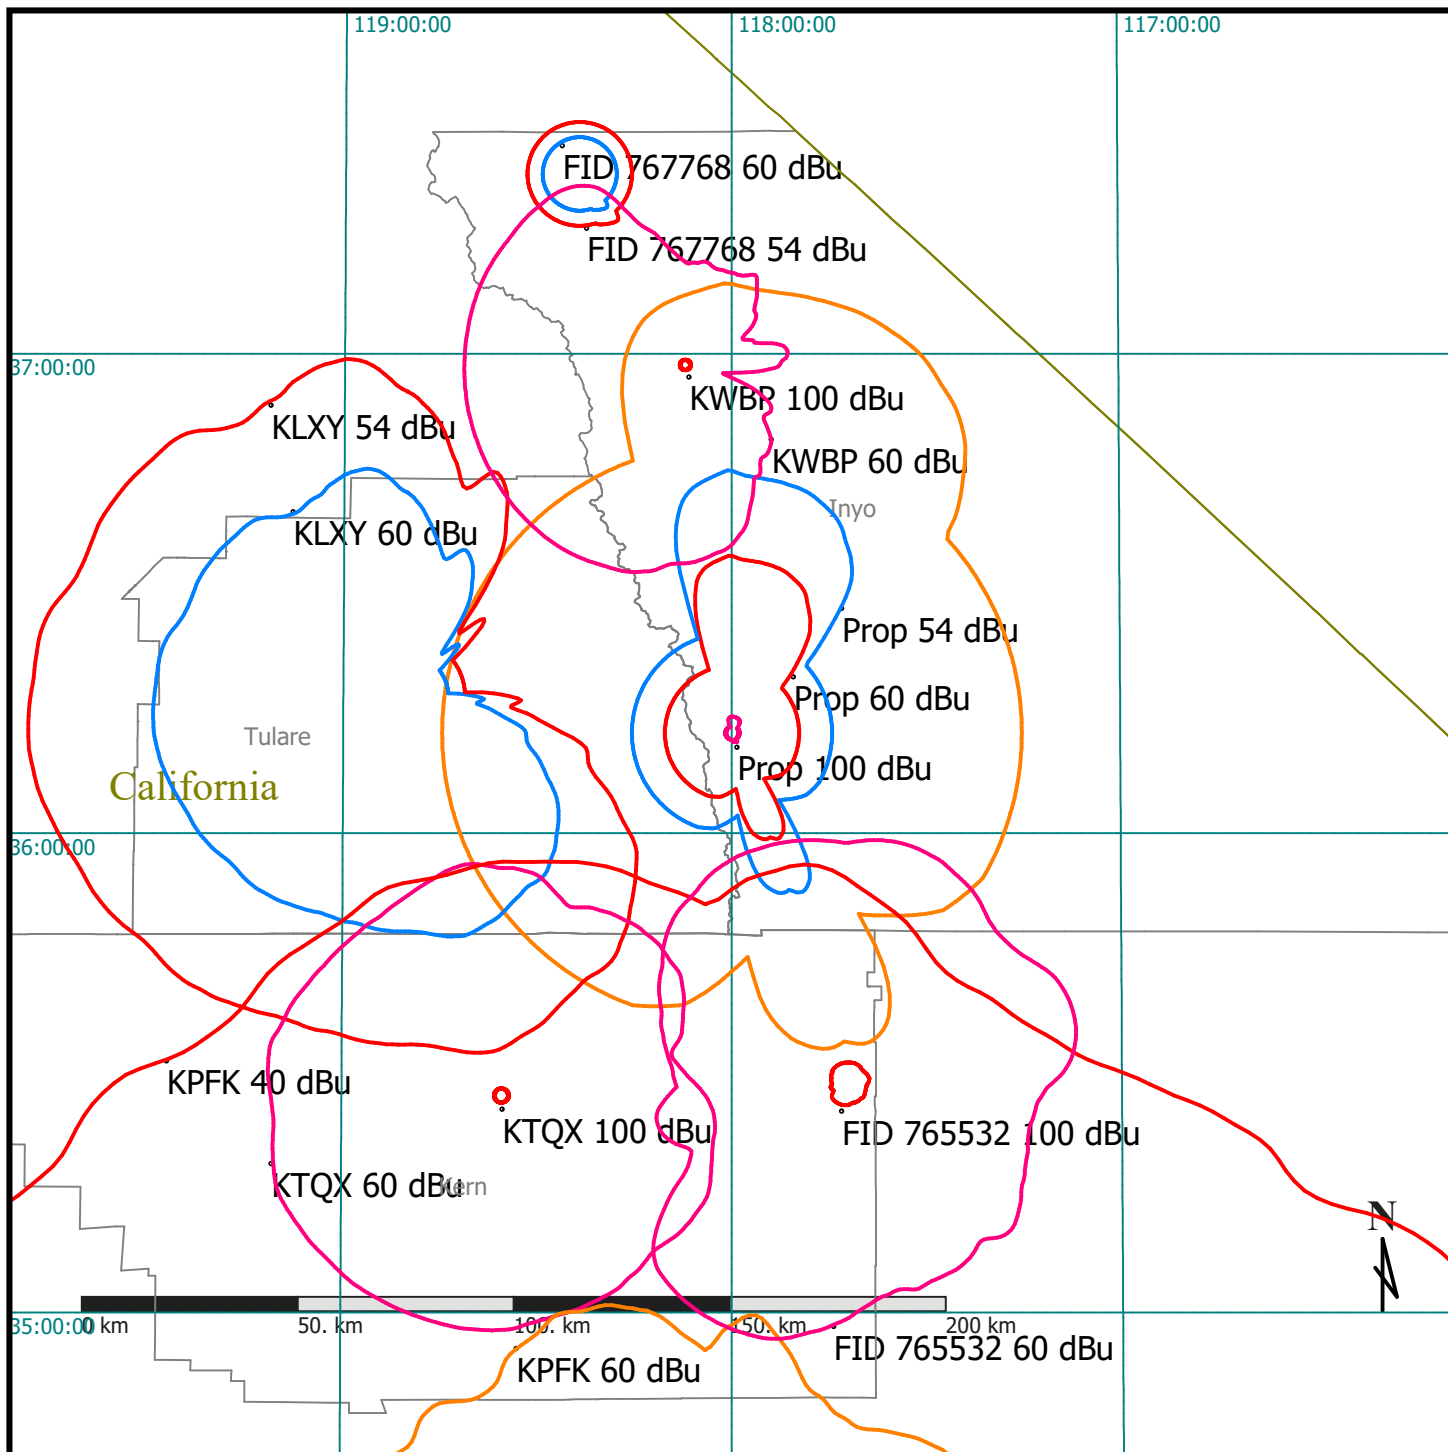 119:00:00
118:00:00
117:00:00
FID 767768 60 dBu
FID 767768 54 dBu
37:00:00
KWBP 100 dBu
KLXY 54 dBu
KWBP 60 dBu
Inyo
KLXY 60 dBu
Prop 54 dBu
Prop 60 dBu
Tulare
Prop 100 dBu
California
36:00:00
KPFK 40 dBu
KTQX 100 dBu
FID 765532 100 dBu
KTQX 60 dBu
Kern
N
35:00:00
0 km
50. km
100. km
150. km
200 km
FID 765532 60 dBu
KPFK 60 dBu